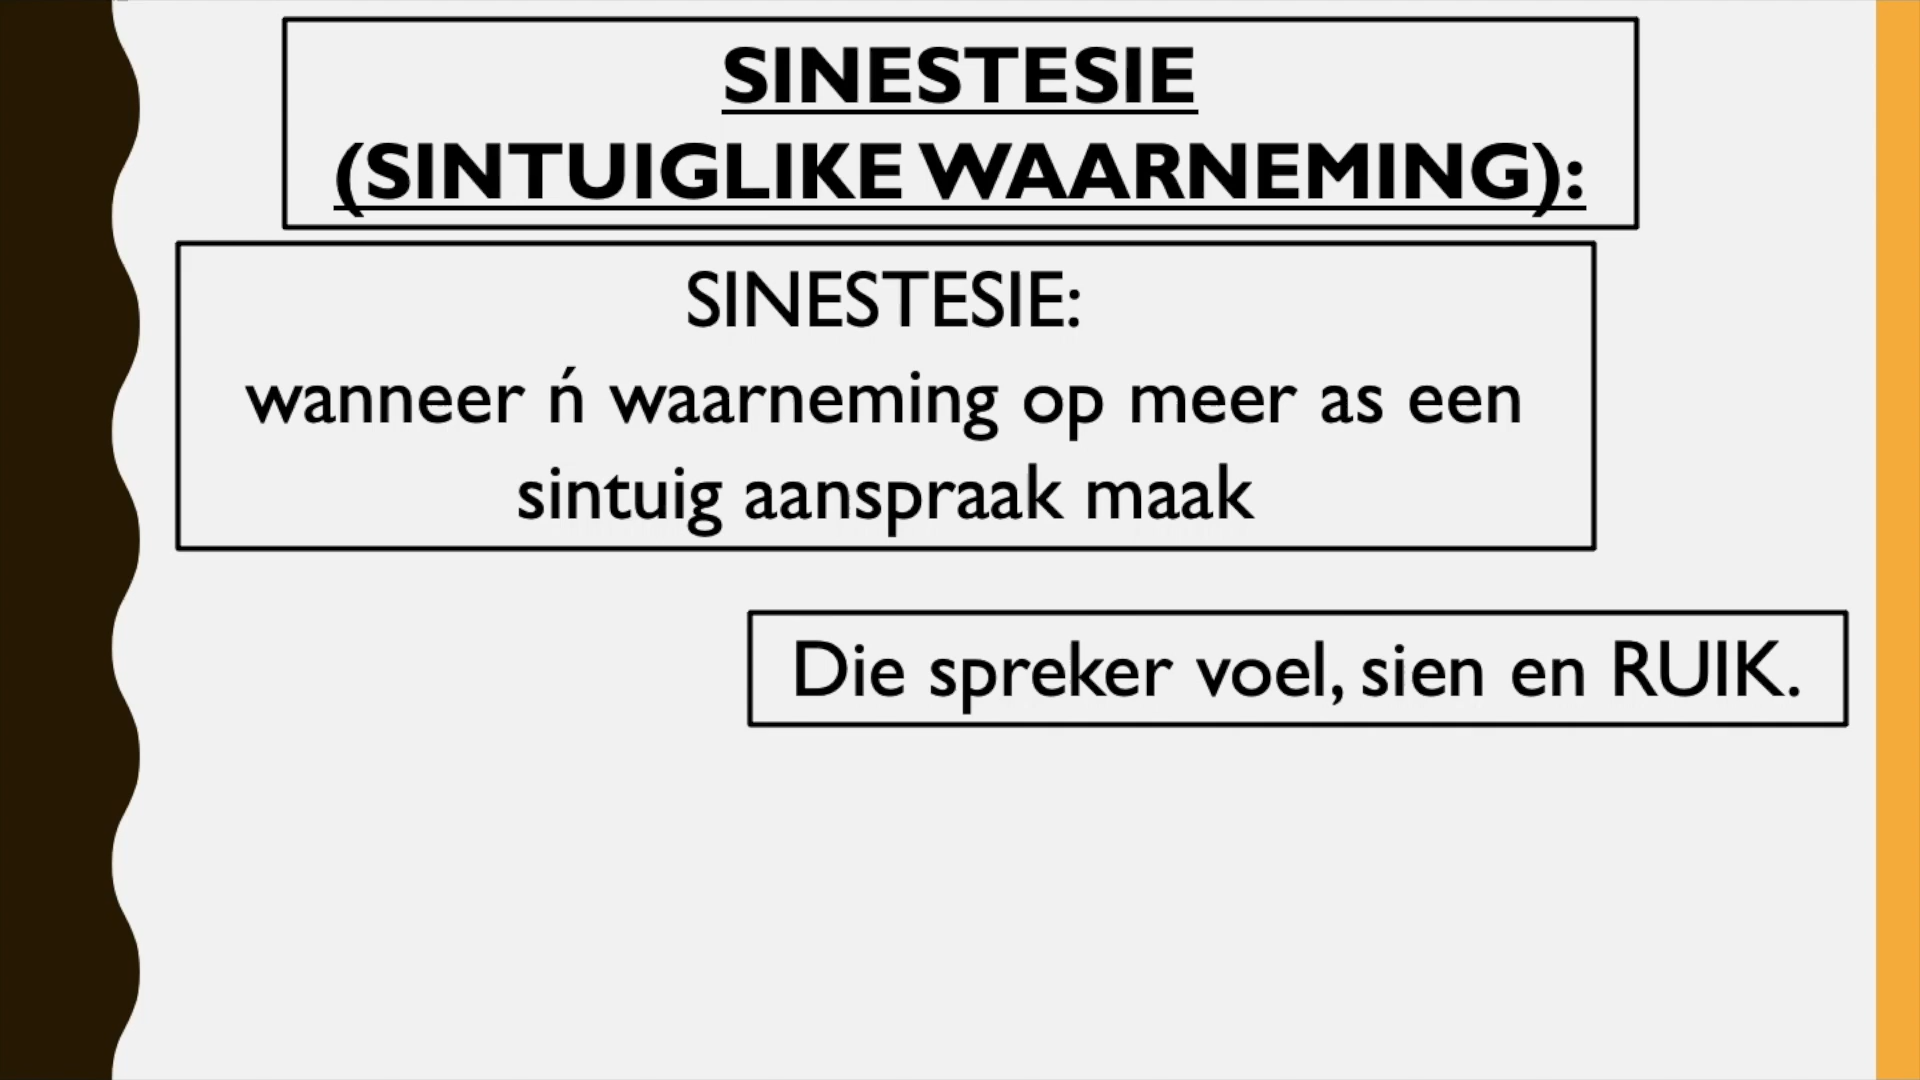 SINESTESIE
(SINTUIGLIKE WAARNEMING):
SINESTESIE:
wanneer ń waarneming op meer as een
sintuig aanspraak maak
Die spreker voel, sien en RUIK.